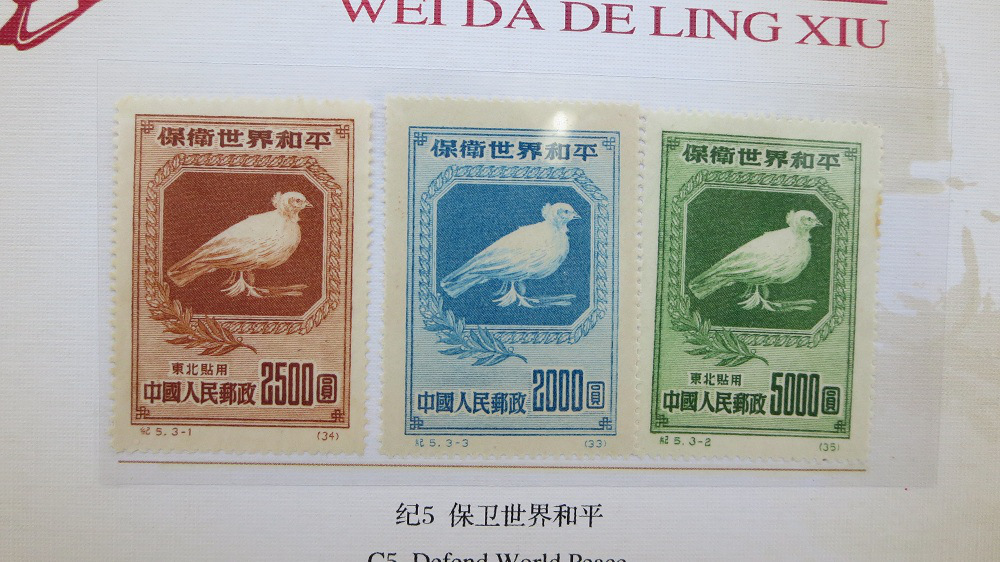 WEI DA DE LING XIU
保衛世界和平
東北貼用
中國人民郵政 2500圓
紀5.3-1 (34)
保衛世界和平
中國人民郵政 2000圓
紀5.3-3 (33)
保衛世界和平
東北貼用
中國人民郵政 5000圓
紀5.3-2 (35)
纪5 保卫世界和平
C5 Defend World Peace